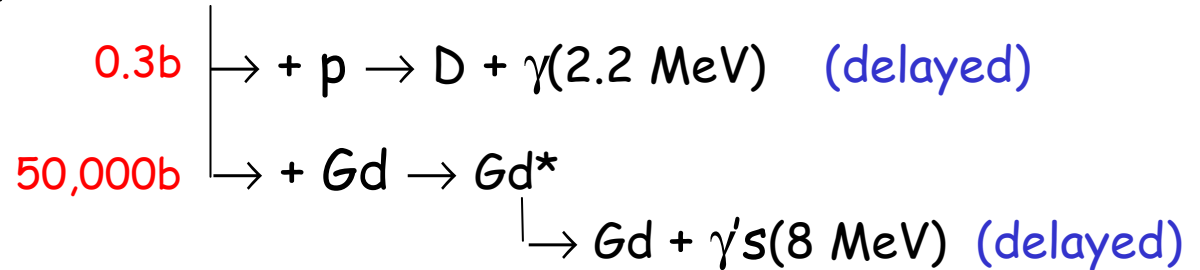 0.3b → + p → D + γ(2.2 MeV) (delayed)
50,000b → + Gd → Gd*
→ Gd + γ's(8 MeV) (delayed)